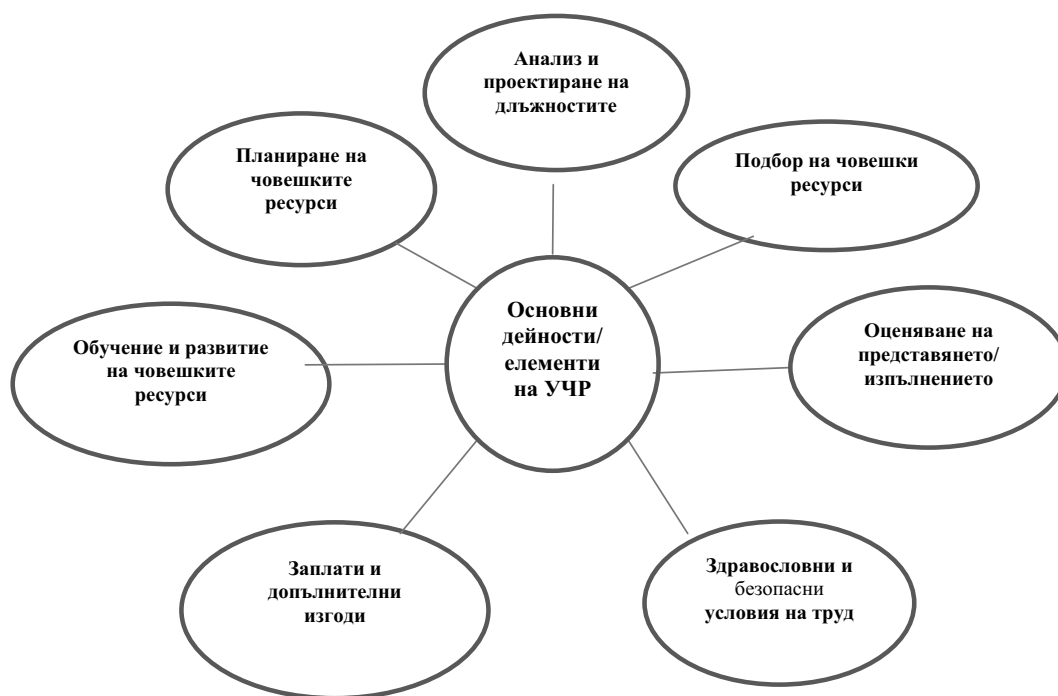 Анализ и
проектиране на
длъжностите
Планиране на
човешките
ресурси
Подбор на човешки
ресурси
Основни
дейности/
елементи
на УЧР
Обучение и развитие
на човешките
ресурси
Оценяване на
представянето/
изпълнението
Заплати и
допълнителни
изгоди
Здравословни и
безопасни
условия на труд